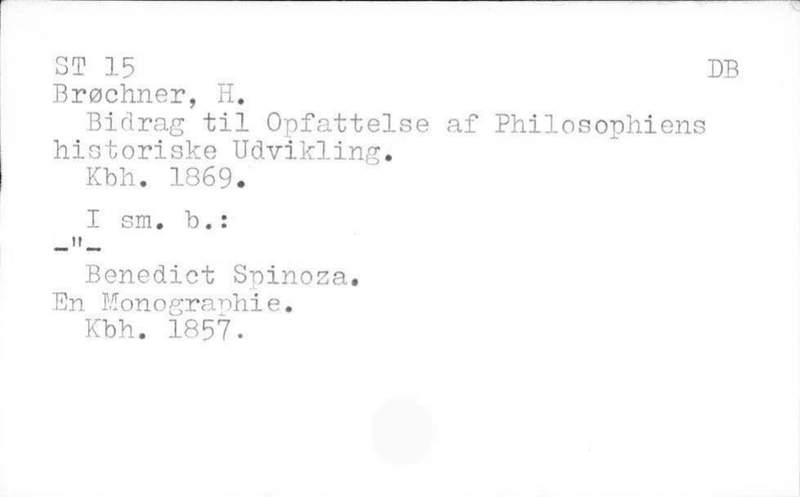 ST 15 DB
Brøchner, H.
Bidrag til Opfattelse af Philosophiens
historiske Udvikling.
Kbh. 1869.
I sm. b.:
_"_
Benedict Spinoza.
En Monographie.
Kbh. 1857.